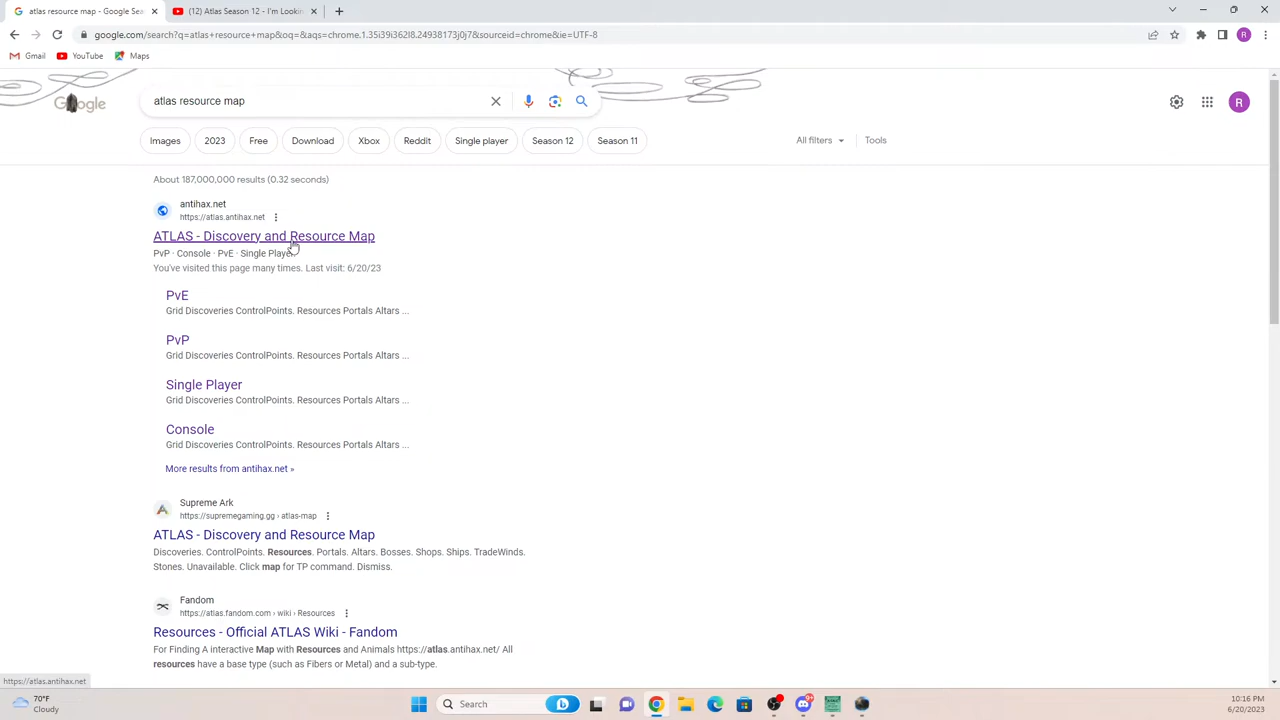 atlas resource map - Google Sea
(12) Atlas Season 12 - I'm Lookin
google.com/search?q=atlas+resource+map&oq=&aqs=chrome.1.35i39i362l8.24938173j0j7&sourceid=chrome&ie=UTF-8
R
Gmail
YouTube
Maps
Google
atlas resource map
R
Images
2023
Free
Download
Xbox
Reddit
Single player
Season 12
Season 11
All filters
Tools
About 187,000,000 results (0.32 seconds)
antihax.net
https://atlas.antihax.net
ATLAS - Discovery and Resource Map
PvP · Console · PvE · Single Player
You've visited this page many times. Last visit: 6/20/23
PvE
Grid Discoveries ControlPoints. Resources Portals Altars ...
PvP
Grid Discoveries ControlPoints. Resources Portals Altars ...
Single Player
Grid Discoveries ControlPoints. Resources Portals Altars ...
Console
Grid Discoveries ControlPoints. Resources Portals Altars ...
More results from antihax.net »
Supreme Ark
https://supremegaming.gg › atlas-map
ATLAS - Discovery and Resource Map
Discoveries. ControlPoints. Resources. Portals. Altars. Bosses. Shops. Ships. TradeWinds.
Stones. Unavailable. Click map for TP command. Dismiss.
Fandom
https://atlas.fandom.com › wiki › Resources
Resources - Official ATLAS Wiki - Fandom
For Finding A interactive Map with Resources and Animals https://atlas.antihax.net/ All
resources have a base type (such as Fibers or Metal) and a sub-type.
https://atlas.antihax.net
70°F
Cloudy
Search
9+
10:16 PM
6/20/2023